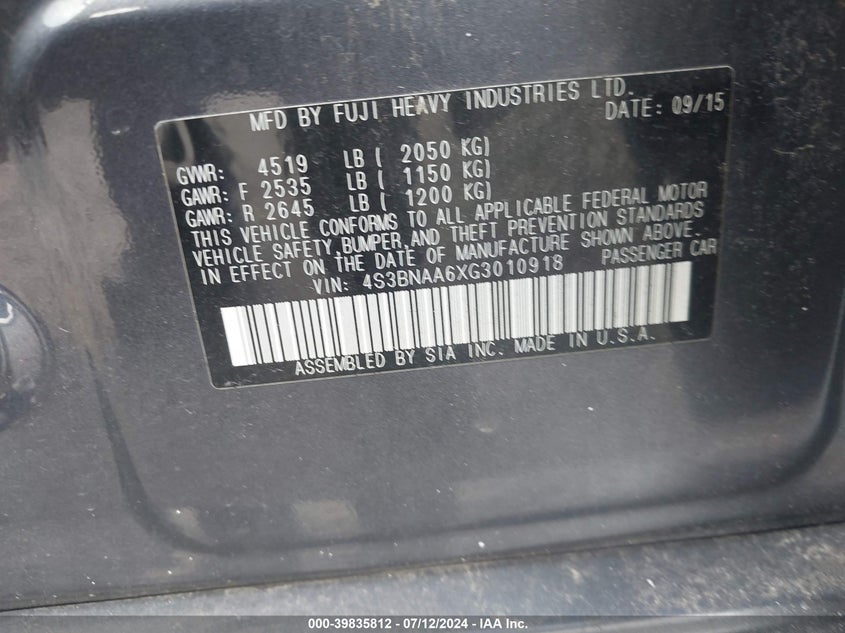 MFD BY FUJI HEAVY INDUSTRIES LTD.
DATE: 09/15
GVWR: 4519 LB ( 2050 KG)
GAWR: F 2535 LB ( 1150 KG)
GAWR: R 2645 LB ( 1200 KG)
THIS VEHICLE CONFORMS TO ALL APPLICABLE FEDERAL MOTOR
VEHICLE SAFETY,BUMPER,AND THEFT PREVENTION STANDARDS
IN EFFECT ON THE DATE OF MANUFACTURE SHOWN ABOVE.
VIN: 4S3BNAA6XG3010918 PASSENGER CAR
ASSEMBLED BY SIA INC. MADE IN U.S.A.
000-39835812 - 07/12/2024 - IAA Inc.